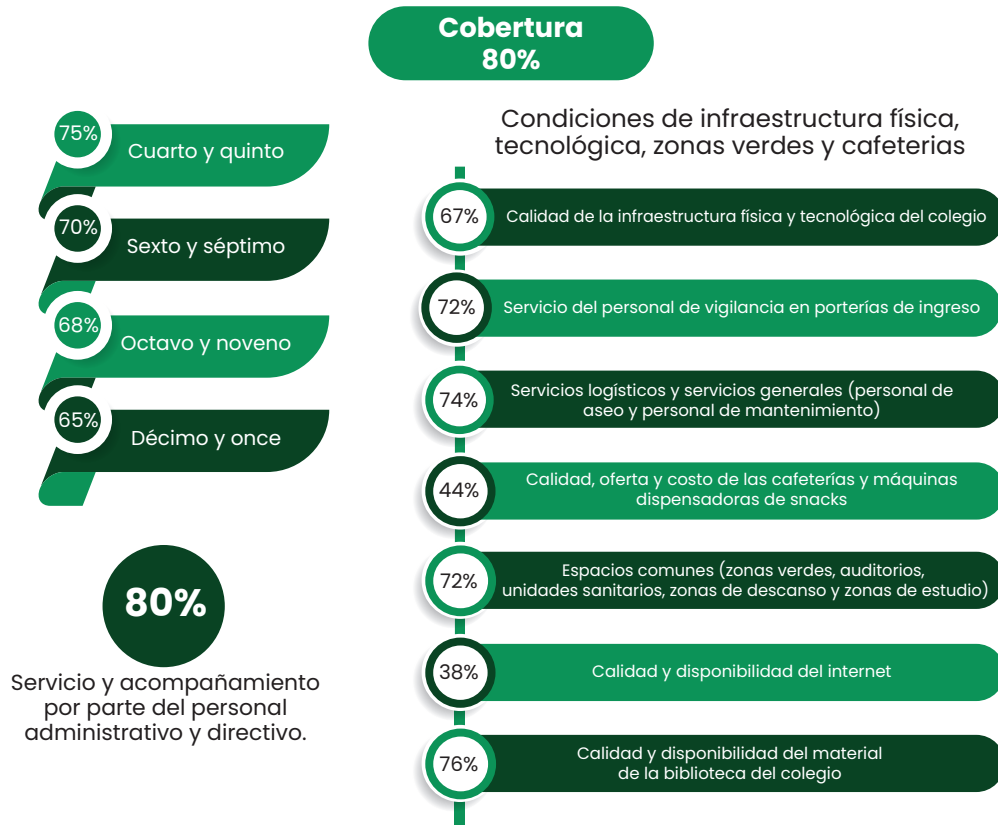 Cobertura
80%
75%
Cuarto y quinto
70%
Sexto y séptimo
68%
Octavo y noveno
65%
Décimo y once
80%
Servicio y acompañamiento
por parte del personal
administrativo y directivo.
Condiciones de infraestructura física,
tecnológica, zonas verdes y cafeterias
67%
Calidad de la infraestructura física y tecnológica del colegio
72%
Servicio del personal de vigilancia en porterías de ingreso
74%
Servicios logísticos y servicios generales (personal de
aseo y personal de mantenimiento)
44%
Calidad, oferta y costo de las cafeterías y máquinas
dispensadoras de snacks
72%
Espacios comunes (zonas verdes, auditorios,
unidades sanitarios, zonas de descanso y zonas de estudio)
38%
Calidad y disponibilidad del internet
76%
Calidad y disponibilidad del material
de la biblioteca del colegio